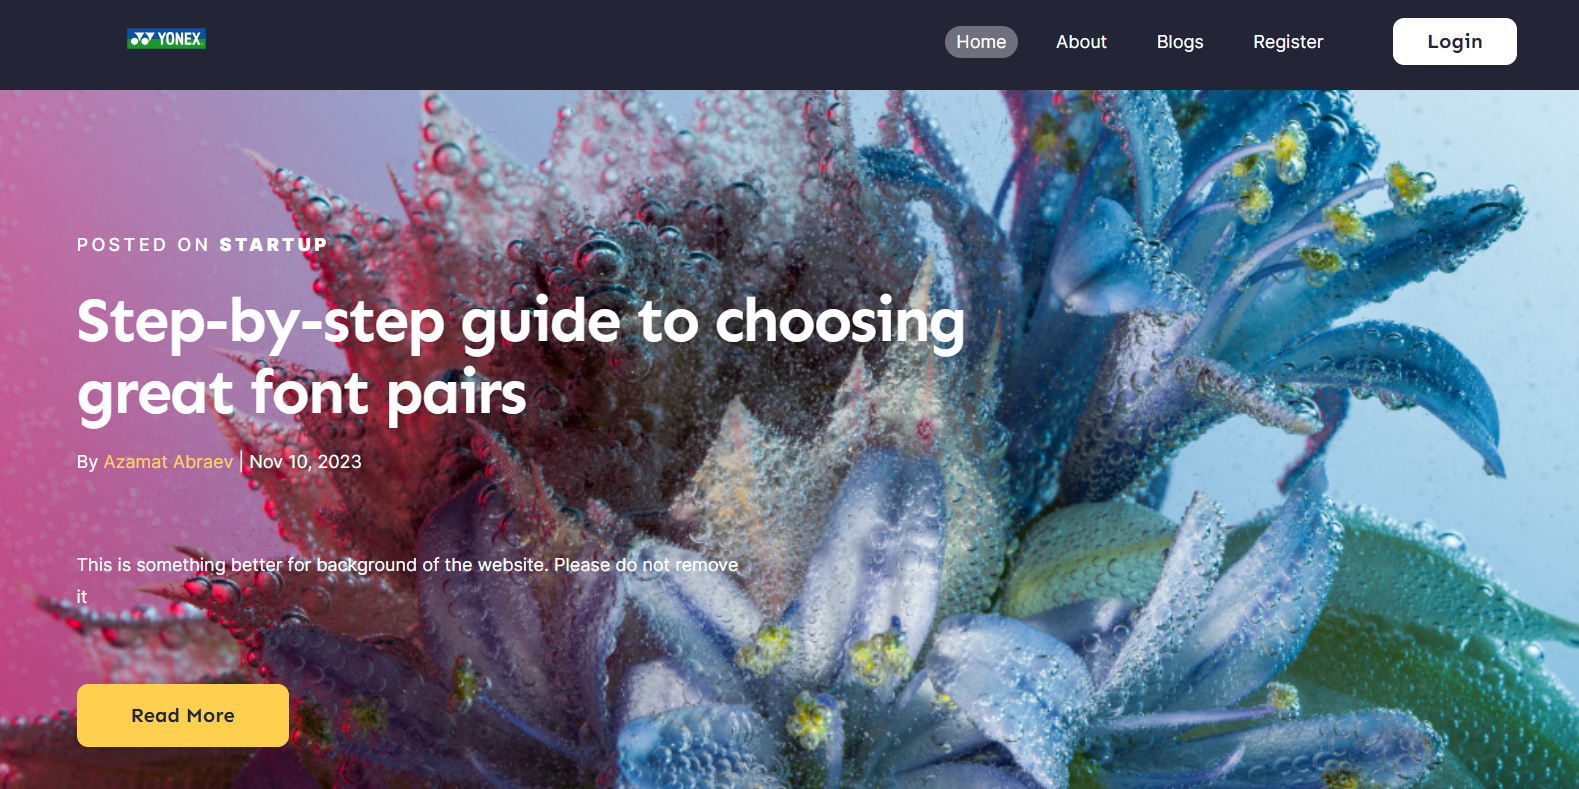 YONEX
Home About Blogs Register Login
POSTED ON STARTUP
Step-by-step guide to choosing
great font pairs
By Azamat Abraev | Nov 10, 2023
This is something better for background of the website. Please do not remove
it
Read More